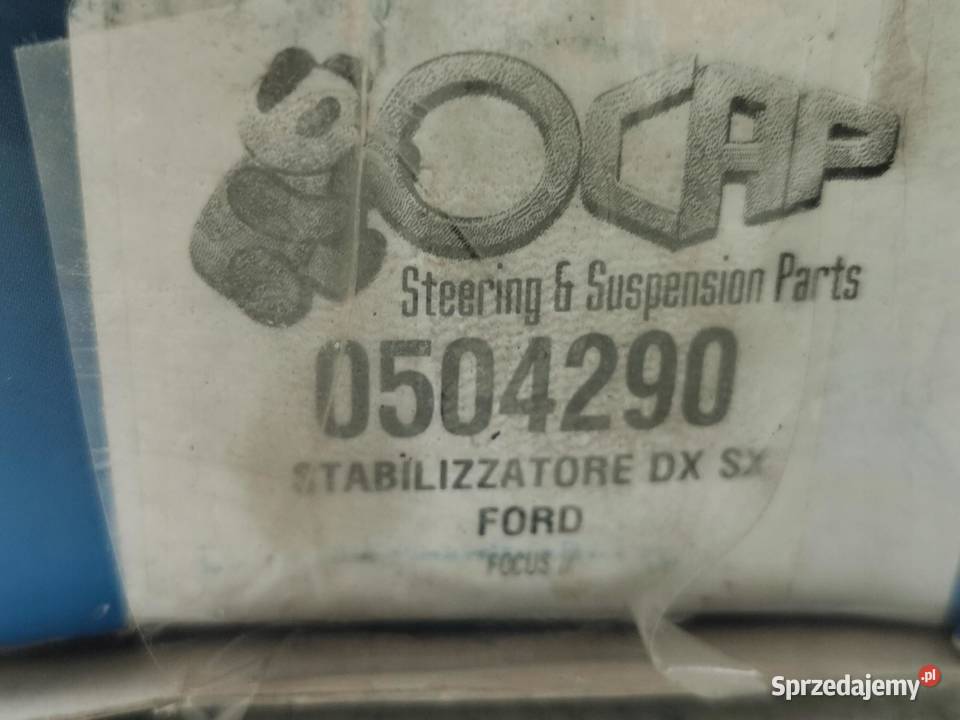 OCAP
Steering & Suspension Parts
0504290
STABILIZZATORE DX SX
FORD
FOCUS
Sprzedajemy.pl